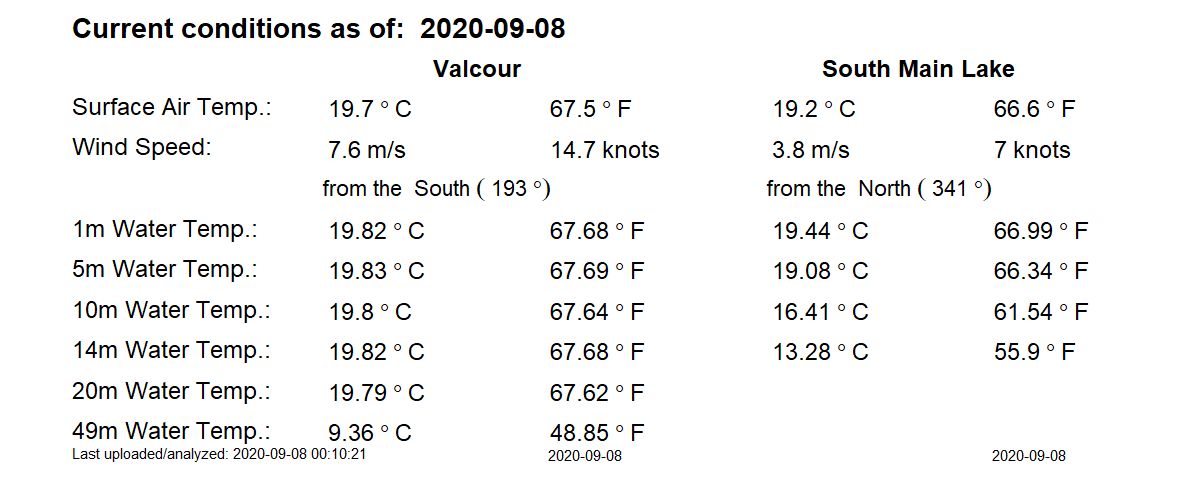 Current conditions as of: 2020-09-08
Valcour South Main Lake
Surface Air Temp.: 19.7 ° C 67.5 ° F 19.2 ° C 66.6 ° F
Wind Speed: 7.6 m/s 14.7 knots 3.8 m/s 7 knots
from the South ( 193 °) from the North ( 341 °)
1m Water Temp.: 19.82 ° C 67.68 ° F 19.44 ° C 66.99 ° F
5m Water Temp.: 19.83 ° C 67.69 ° F 19.08 ° C 66.34 ° F
10m Water Temp.: 19.8 ° C 67.64 ° F 16.41 ° C 61.54 ° F
14m Water Temp.: 19.82 ° C 67.68 ° F 13.28 ° C 55.9 ° F
20m Water Temp.: 19.79 ° C 67.62 ° F
49m Water Temp.: 9.36 ° C 48.85 ° F
Last uploaded/analyzed: 2020-09-08 00:10:21 2020-09-08 2020-09-08